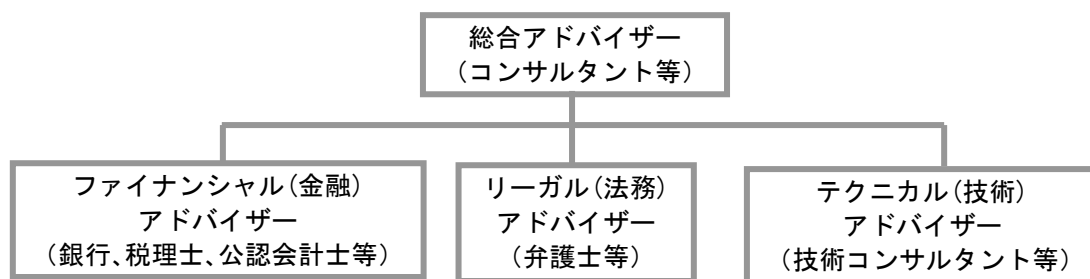 総合アドバイザー
（コンサルタント等）
ファイナンシャル（金融）
アドバイザー
（銀行、税理士、公認会計士等）
リーガル（法務）
アドバイザー
（弁護士等）
テクニカル（技術）
アドバイザー
（技術コンサルタント等）